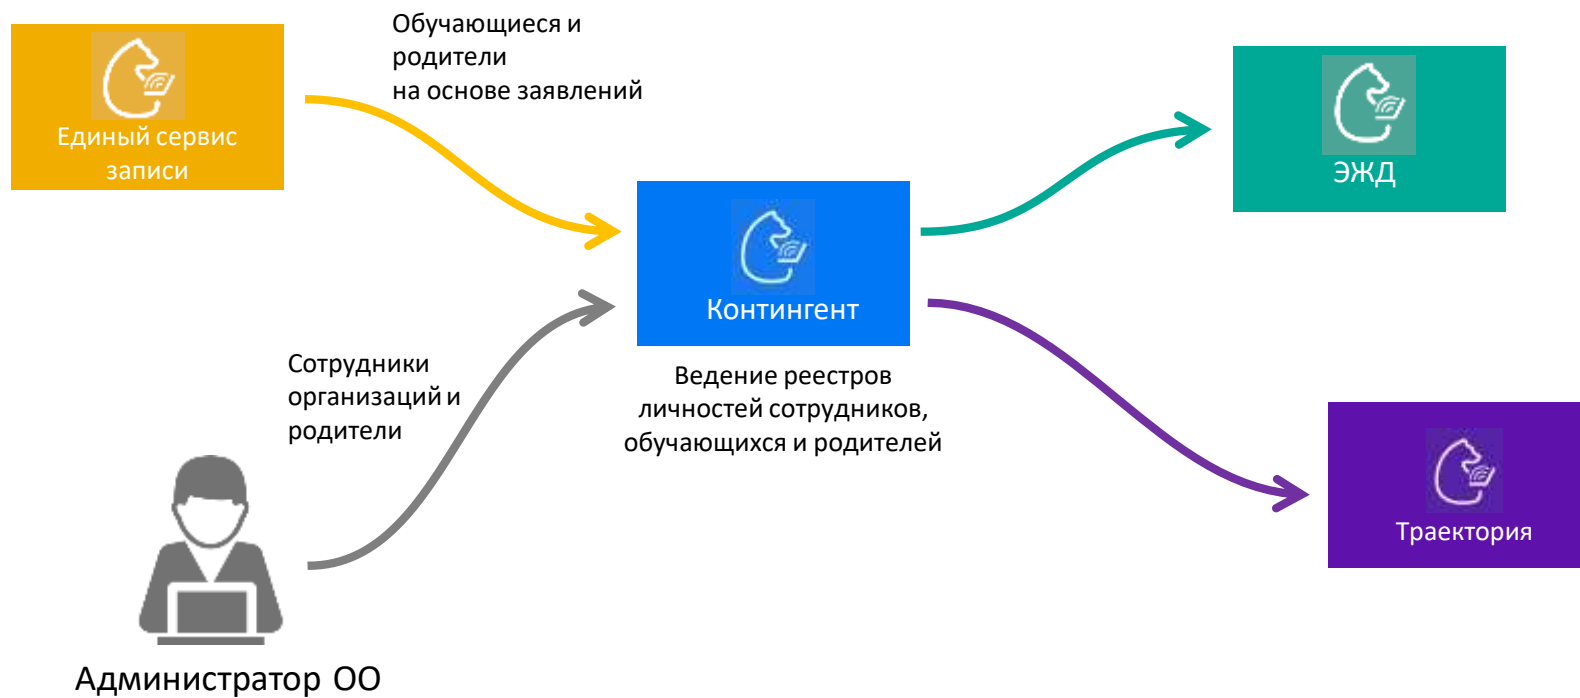 Обучающиеся и
родители
на основе заявлений
Единый сервис
записи
ЭЖД
Контингент
Сотрудники
организаций и
родители
Ведение реестров
личностей сотрудников,
обучающихся и родителей
Траектория
Администратор ОО